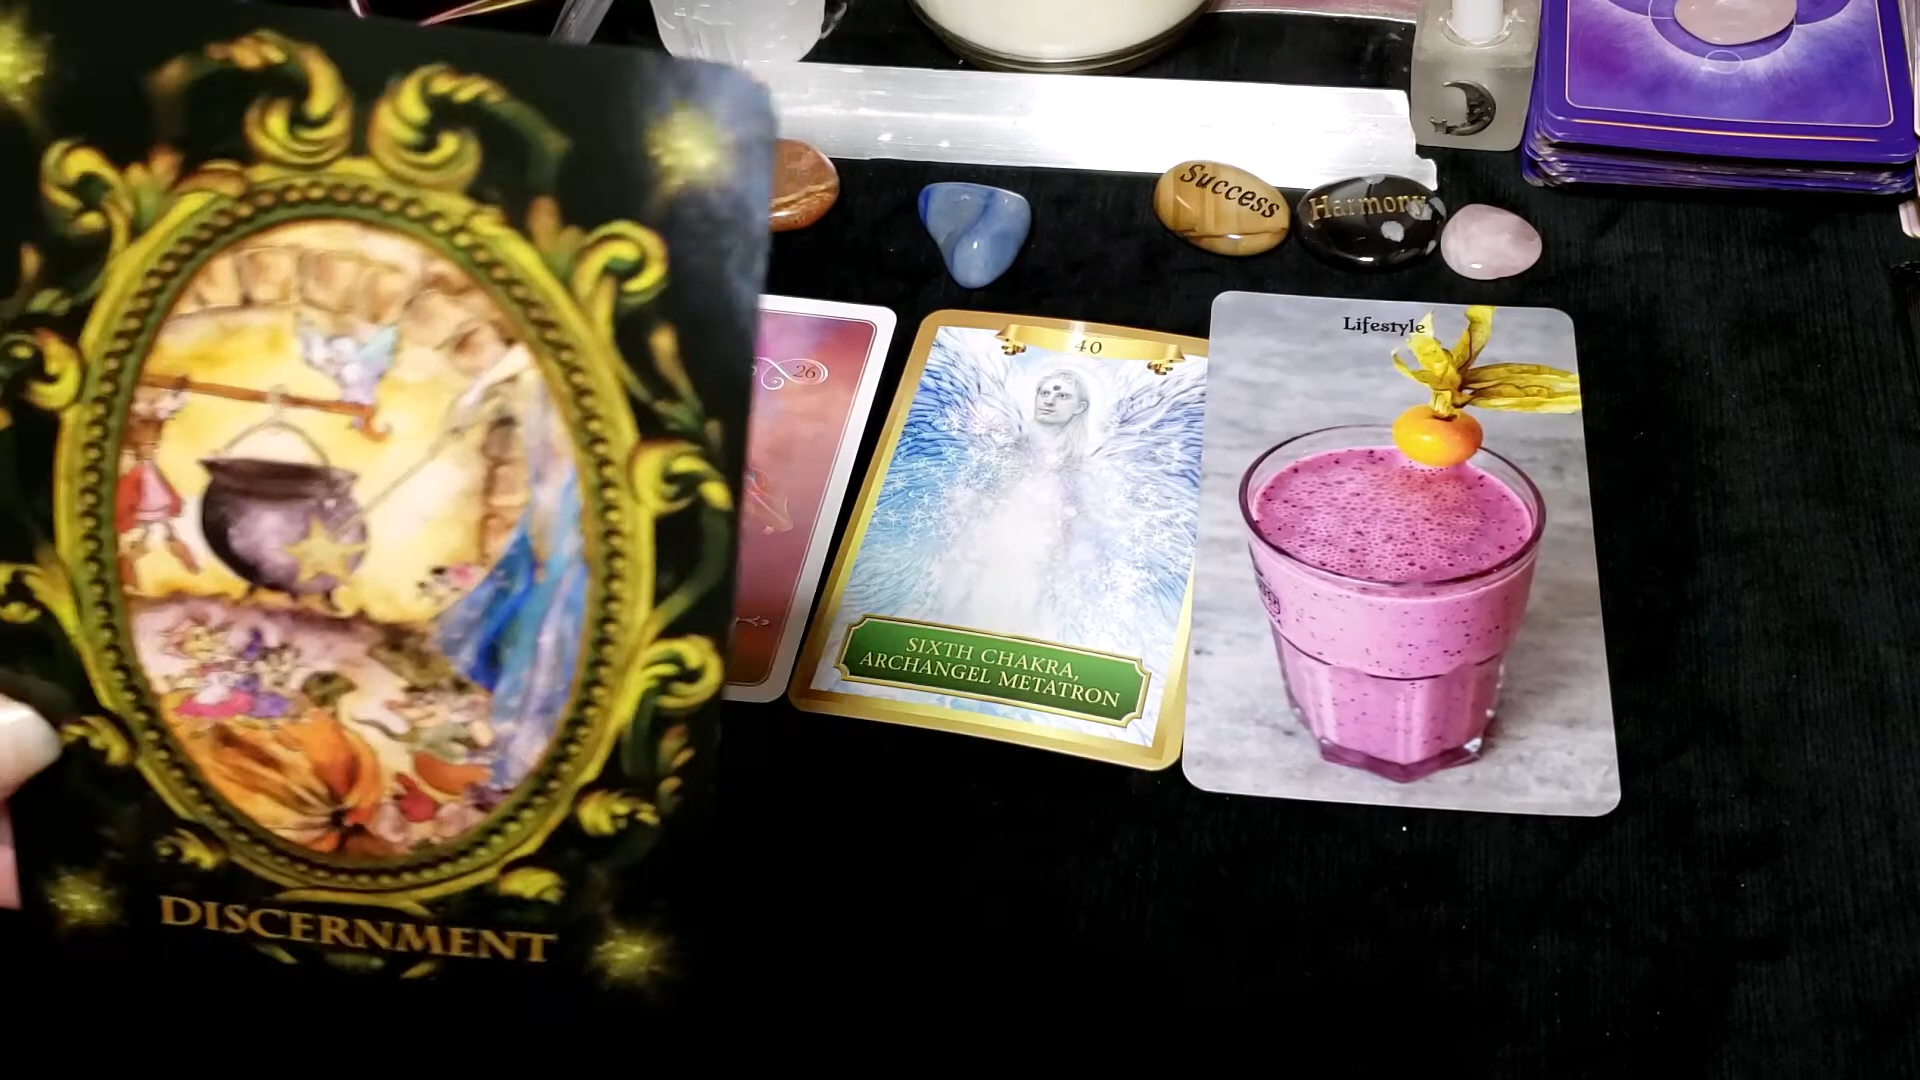 Success
Harmony
26
40
SIXTH CHAKRA,
ARCHANGEL METATRON
Lifestyle
DISCERNMENT